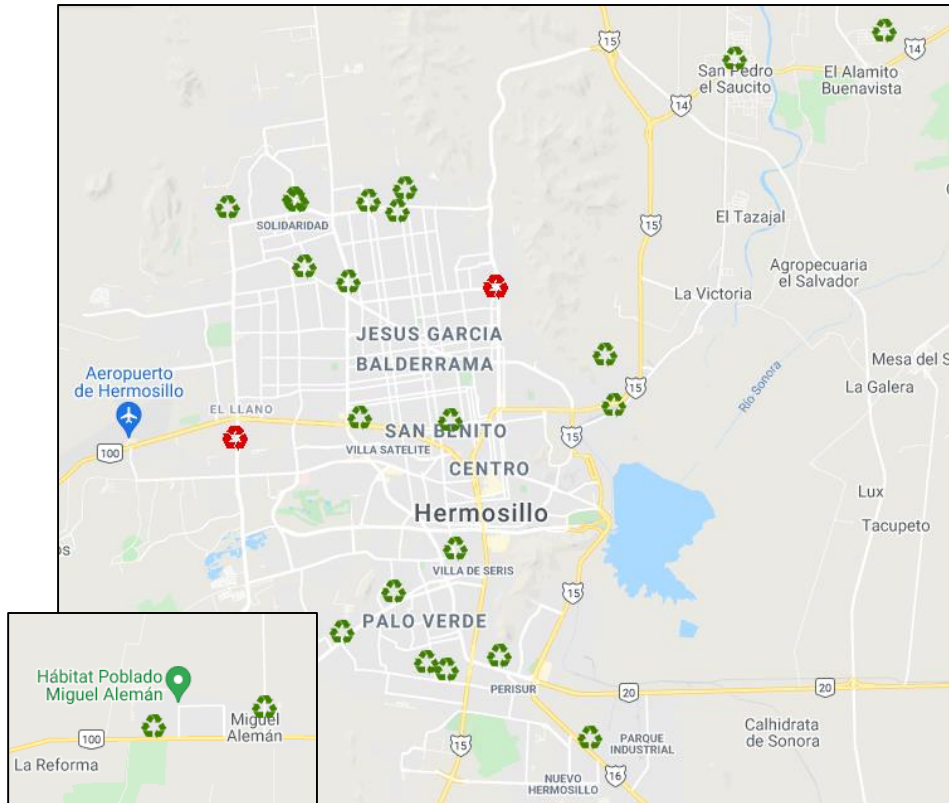 15
San Pedro
el Saucito
14
El Alamito
Buenavista
14
SOLIDARIDAD
15
El Tazajal
Agropecuaria
el Salvador
La Victoria
JESUS GARCIA
BALDERRAMA
Mesa del S
La Galera
Río Sonora
15
Aeropuerto
de Hermosillo
EL LLANO
100
SAN BENITO
VILLA SATELITE
15
CENTRO
Lux
Hermosillo
Tacupeto
os
VILLA DE SERIS
15
PALO VERDE
PERISUR
20
20
Calhidrata
de Sonora
PARQUE
INDUSTRIAL
15
16
NUEVO
HERMOSILLO
Hábitat Poblado
Miguel Alemán
Miguel
Alemán
100
La Reforma